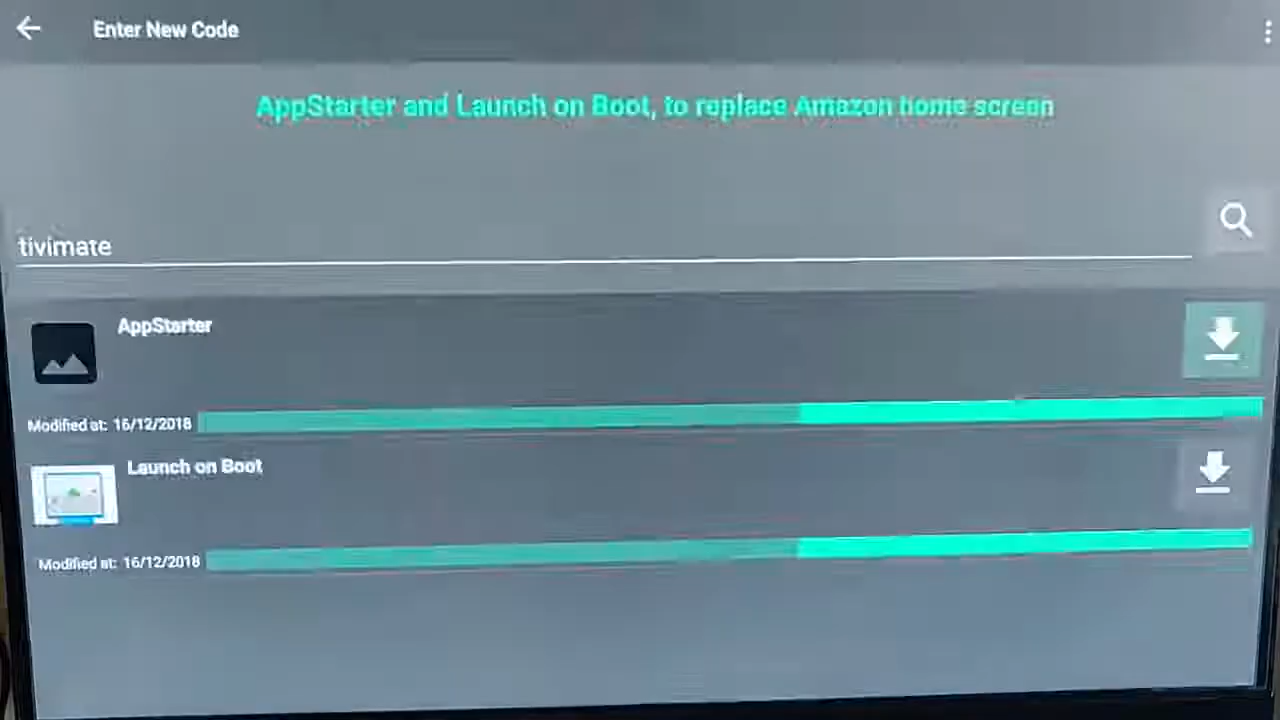 Enter New Code
AppStarter and Launch on Boot, to replace Amazon home screen
tivimate
AppStarter
Modified at: 16/12/2018
Launch on Boot
Modified at: 16/12/2018